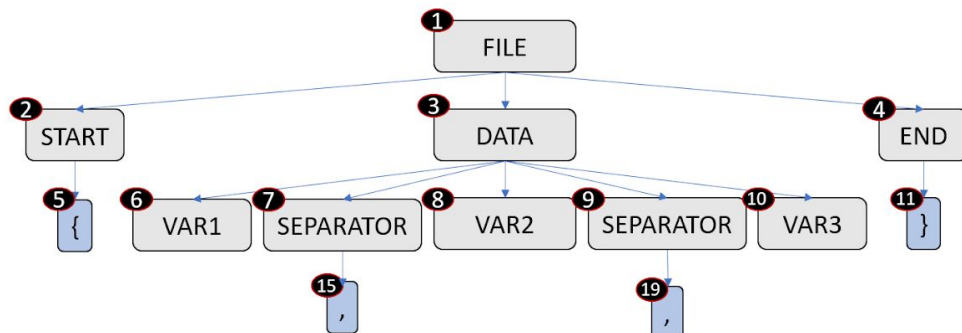 1
FILE
2 3 4
START DATA END
5 6 7 8 9 10 11
{ VAR1 SEPARATOR VAR2 SEPARATOR VAR3 }
15 19
, ,